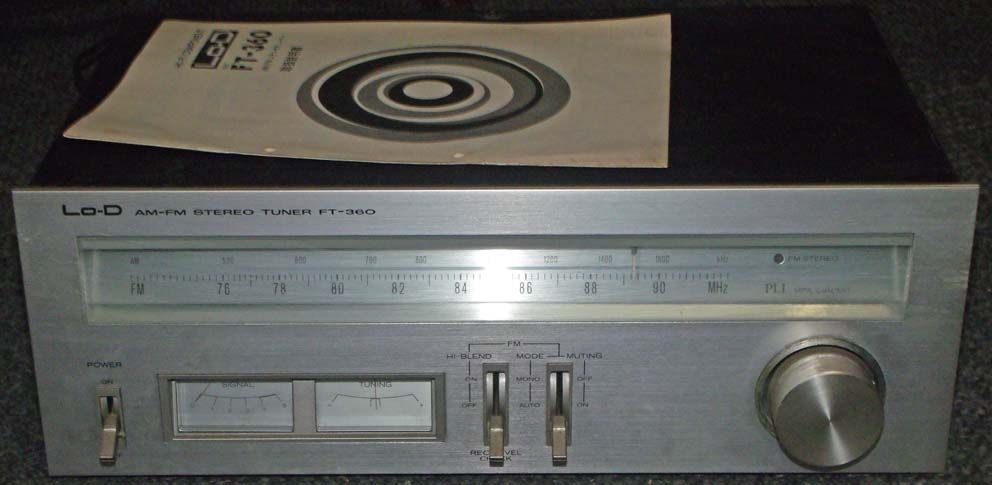 Lo-D
FT-360
Lo-D AM-FM STEREO TUNER FT-360
AM 530 600 700 800 1200 1400 1600 kHz
FM STEREO
FM 76 78 80 82 84 86 88 90 MHz
PLL
POWER
ON
SIGNAL
TUNING
FM
HI-BLEND MODE MUTING
ON MONO OFF
OFF AUTO ON
REC LEVEL
CHECK